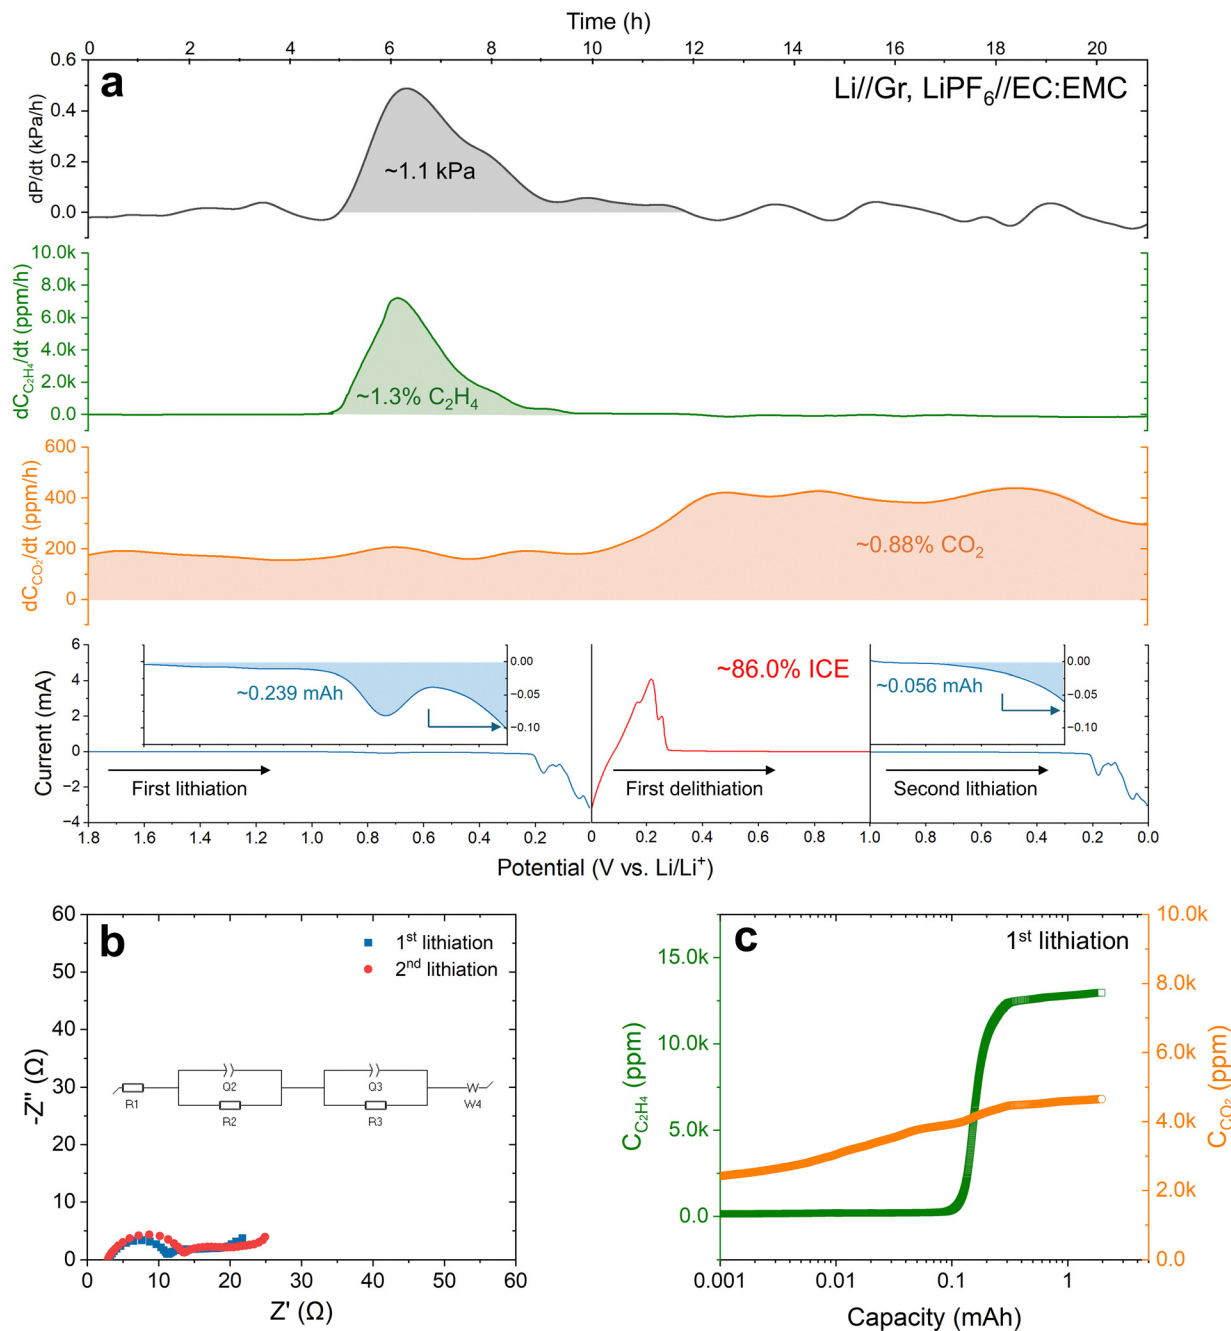 Time (h)
0 2 4 6 8 10 12 14 16 18 20
a
Li//Gr, LiPF₆//EC:EMC
dP/dt (kPa/h)
0.6
0.4
0.2
0.0
~1.1 kPa
dC_C₂H₄/dt (ppm/h)
10.0k
8.0k
6.0k
4.0k
2.0k
0.0
~1.3% C₂H₄
dC_CO₂/dt (ppm/h)
600
400
200
0
~0.88% CO₂
Current (mA)
6
4
2
0
−2
−4
~0.239 mAh
0.00
−0.05
−0.10
~86.0% ICE
~0.056 mAh
0.00
−0.05
−0.10
First lithiation
First delithiation
Second lithiation
1.8 1.6 1.4 1.2 1.0 0.8 0.6 0.4 0.2 0 0.2 0.4 0.6 0.8 1.0 0.8 0.6 0.4 0.2 0.0
Potential (V vs. Li/Li⁺)
b
1st lithiation
2nd lithiation
-Z" (Ω)
60
50
40
30
20
10
0
R1
Q2
R2
Q3
R3
W
W4
0 10 20 30 40 50 60
Z' (Ω)
c
1st lithiation
C_C₂H₄ (ppm)
15.0k
10.0k
5.0k
0.0
C_CO₂ (ppm)
10.0k
8.0k
6.0k
4.0k
2.0k
0.0
0.001 0.01 0.1 1
Capacity (mAh)